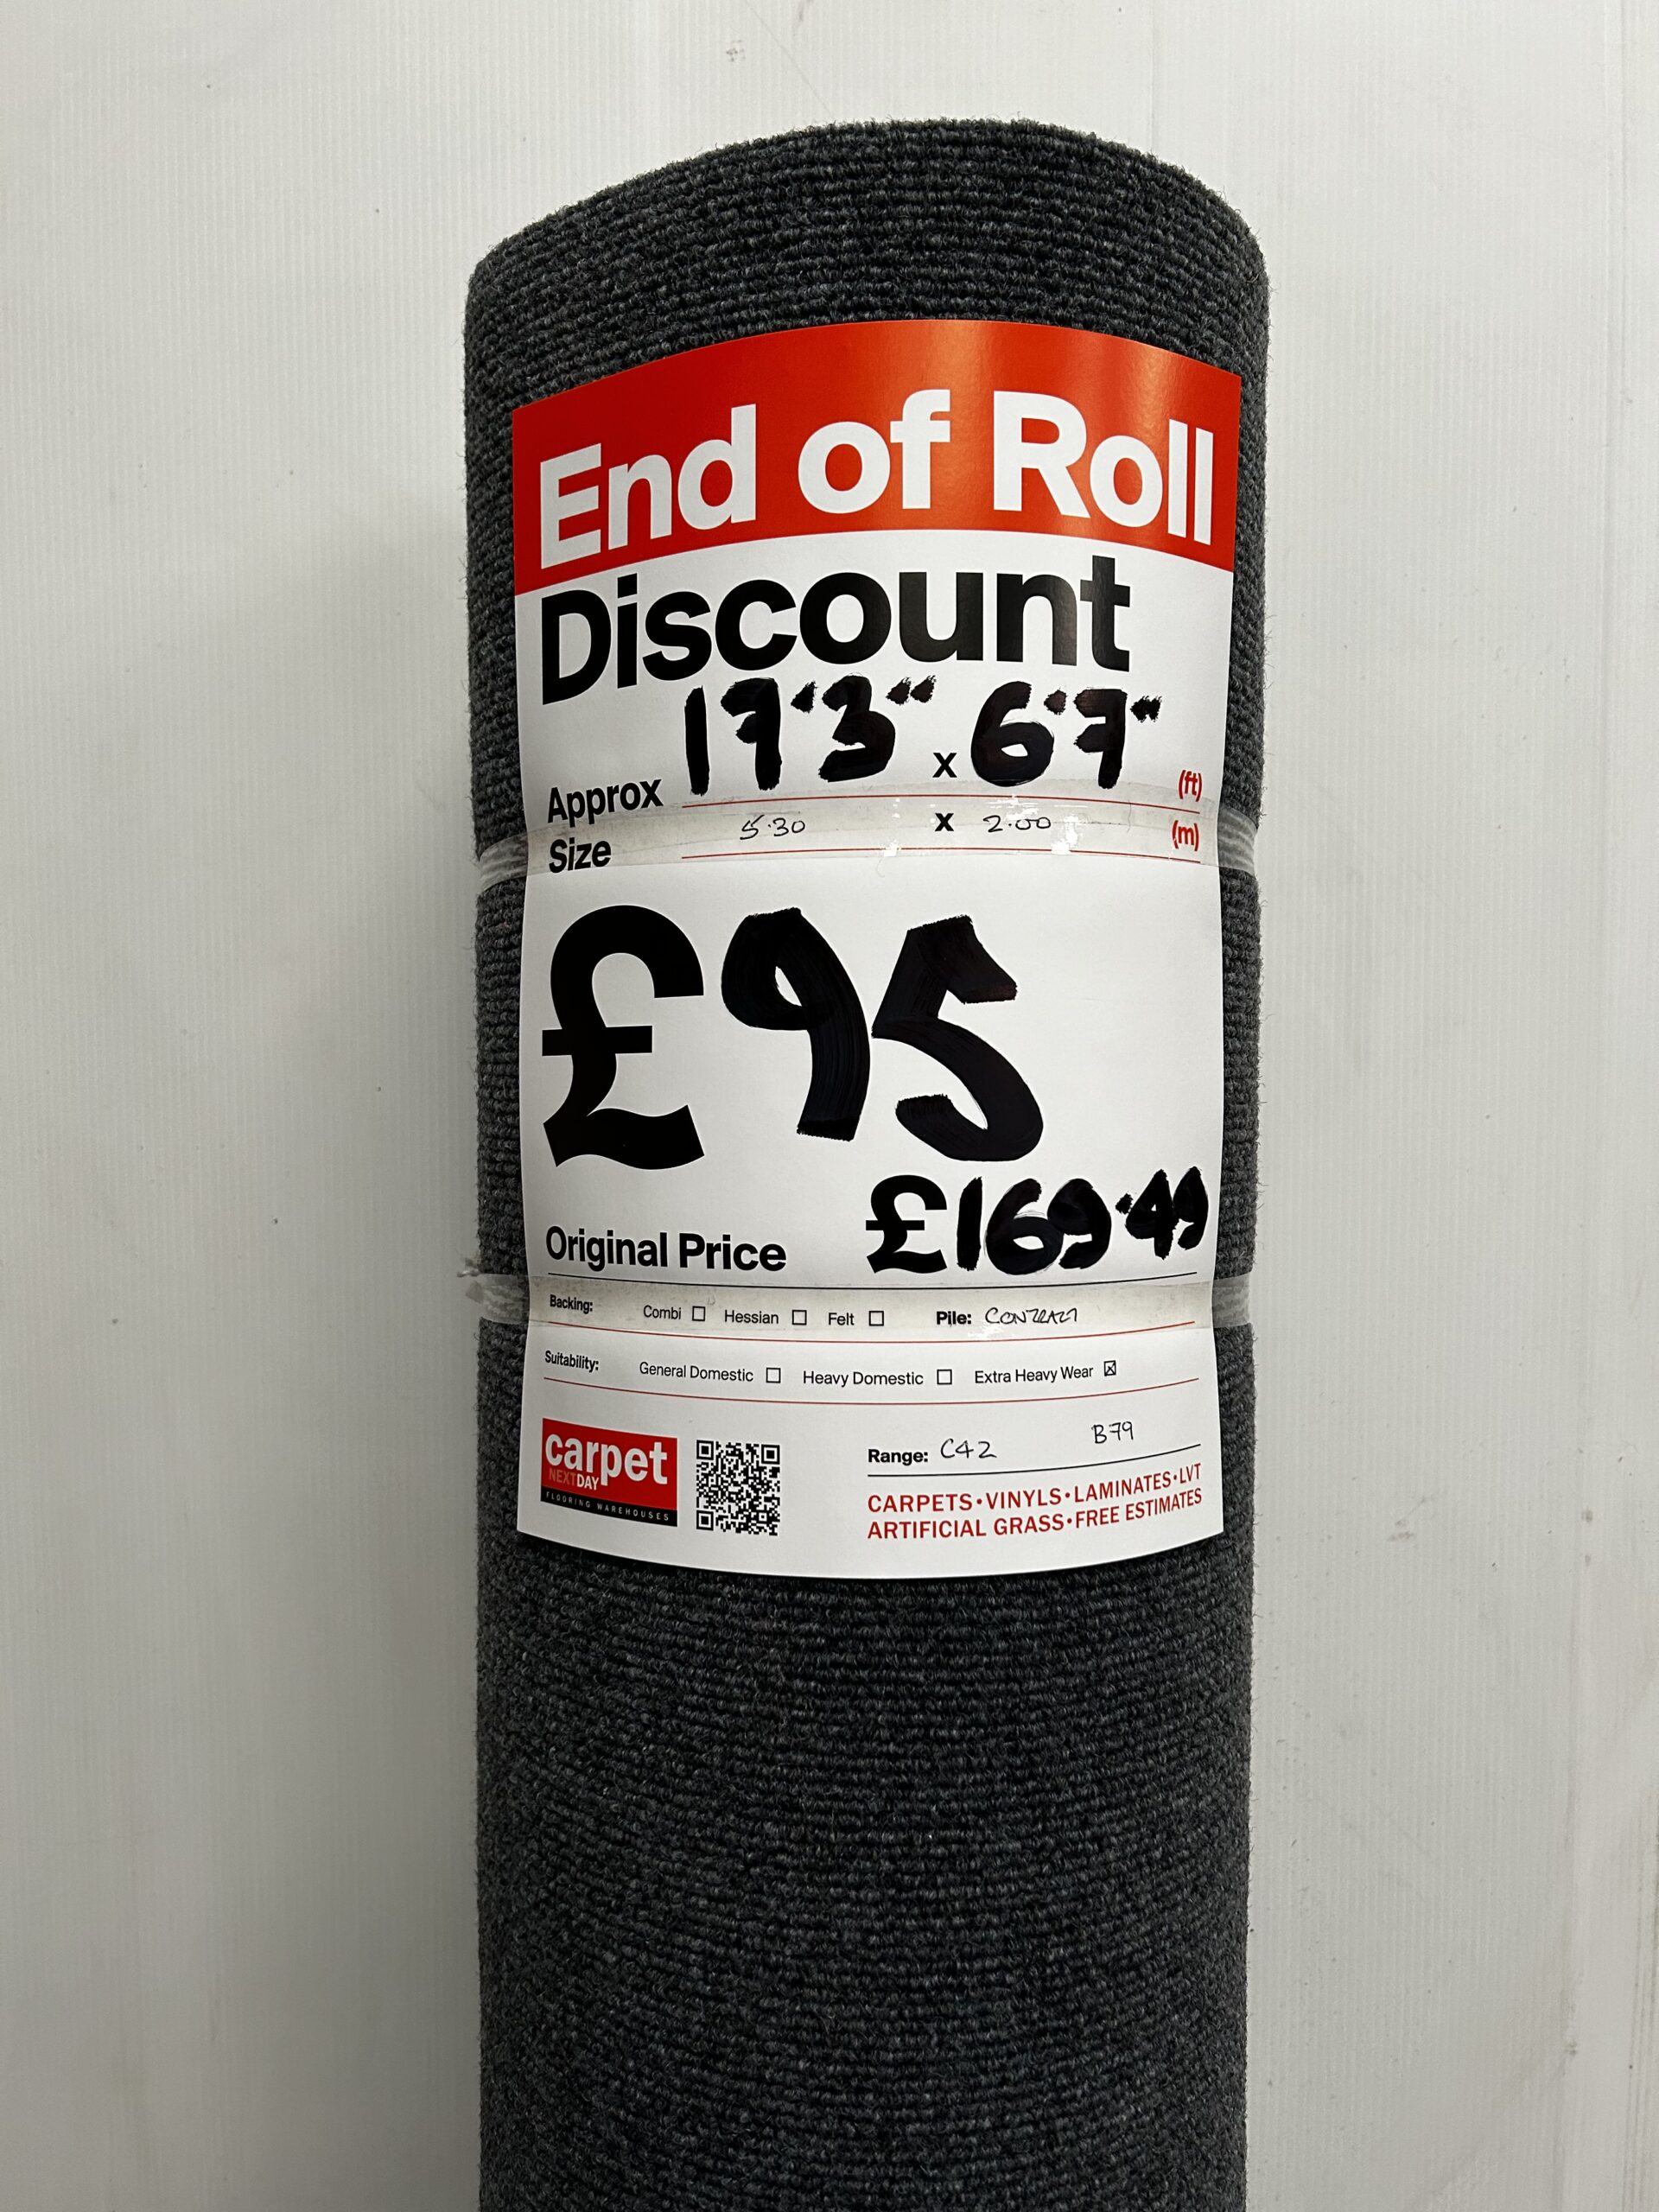 End of Roll
Discount
17'3" x 6'7" (ft)
Approx
Size
5.30 x 2.00 (m)
£95
Original Price £169.49
Backing: Combi Hessian Felt Pile: CONTRACT
Suitability: General Domestic Heavy Domestic Extra Heavy Wear
carpet
NEXTDAY
FLOORING WAREHOUSES
Range: C42 B79
CARPETS•VINYLS•LAMINATES•LVT
ARTIFICIAL GRASS•FREE ESTIMATES